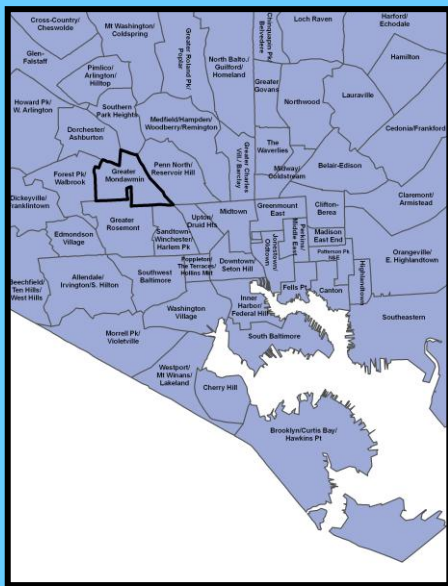 Cross-Country/
Cheswolde
Mt Washington/
Coldspring
Greater Roland Pk/
Poplar
North Balto./
Guilford/
Homeland
Chinquapin Pk/
Belvedere
Loch Raven
Harford/
Echodale
Glen-
Falstaff
Pimlico/
Arlington/
Hilltop
Greater
Govans
Hamilton
Howard Pk/
W. Arlington
Southern
Park Heights
Medfield/Hampden/
Woodberry/Remington
Northwood
Lauraville
Cedonia/Frankford
Dorchester/
Ashburton
Greater Charles
Vill./ Barclay
The
Waverlies
Midway/
Coldstream
Belair-Edison
Forest Pk/
Walbrook
Greater
Mondawmin
Penn North/
Reservoir Hill
Claremont/
Armistead
Dickeyville/
Franklintown
Greater
Rosemont
Upton/
Druid Hts
Midtown
Greenmount
East
Clifton-
Berea
Edmondson
Village
Sandtown-
Winchester/
Harlem Pk
Jonestown/
Oldtown
Perkins/
Middle East
Madison
East End
Patterson Pk
N&E
Highlandtown
Orangeville/
E. Highlandtown
Beechfield/
Ten Hills/
West Hills
Allendale/
Irvington/S. Hilton
Southwest
Baltimore
Poppleton/
The Terraces/
Hollins Mkt
Downtown/
Seton Hill
Fells Pt
Canton
Inner
Harbor/
Federal Hill
Southeastern
Washington
Village
Morrell Pk/
Violetville
South Baltimore
Westport/
Mt Winans/
Lakeland
Cherry Hill
Brooklyn/Curtis Bay/
Hawkins Pt